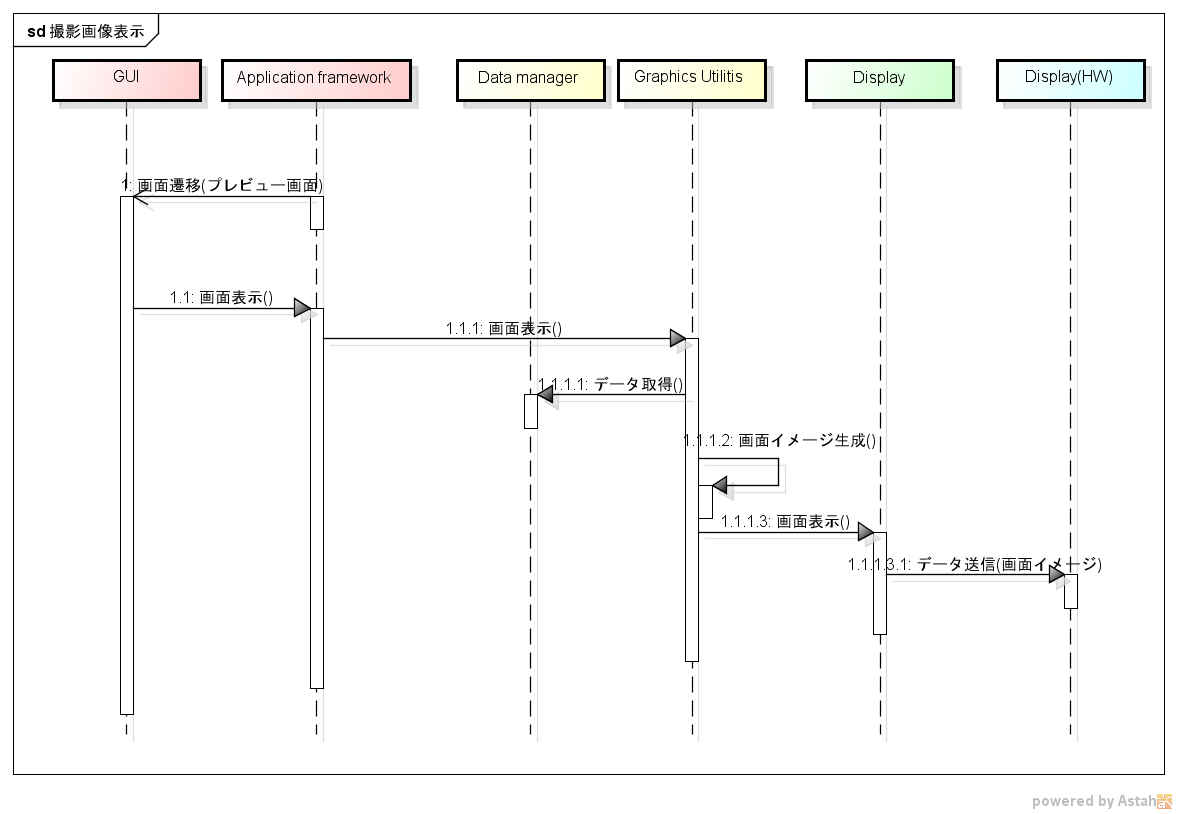 sd 撮影画像表示
GUI
Application framework
Data manager
Graphics Utilitis
Display
Display(HW)
1: 画面遷移(プレビュー画面)
1.1: 画面表示()
1.1.1: 画面表示()
1.1.1.1: データ取得()
1.1.1.2: 画面イメージ生成()
1.1.1.3: 画面表示()
1.1.1.3.1: データ送信(画面イメージ)
powered by Astah